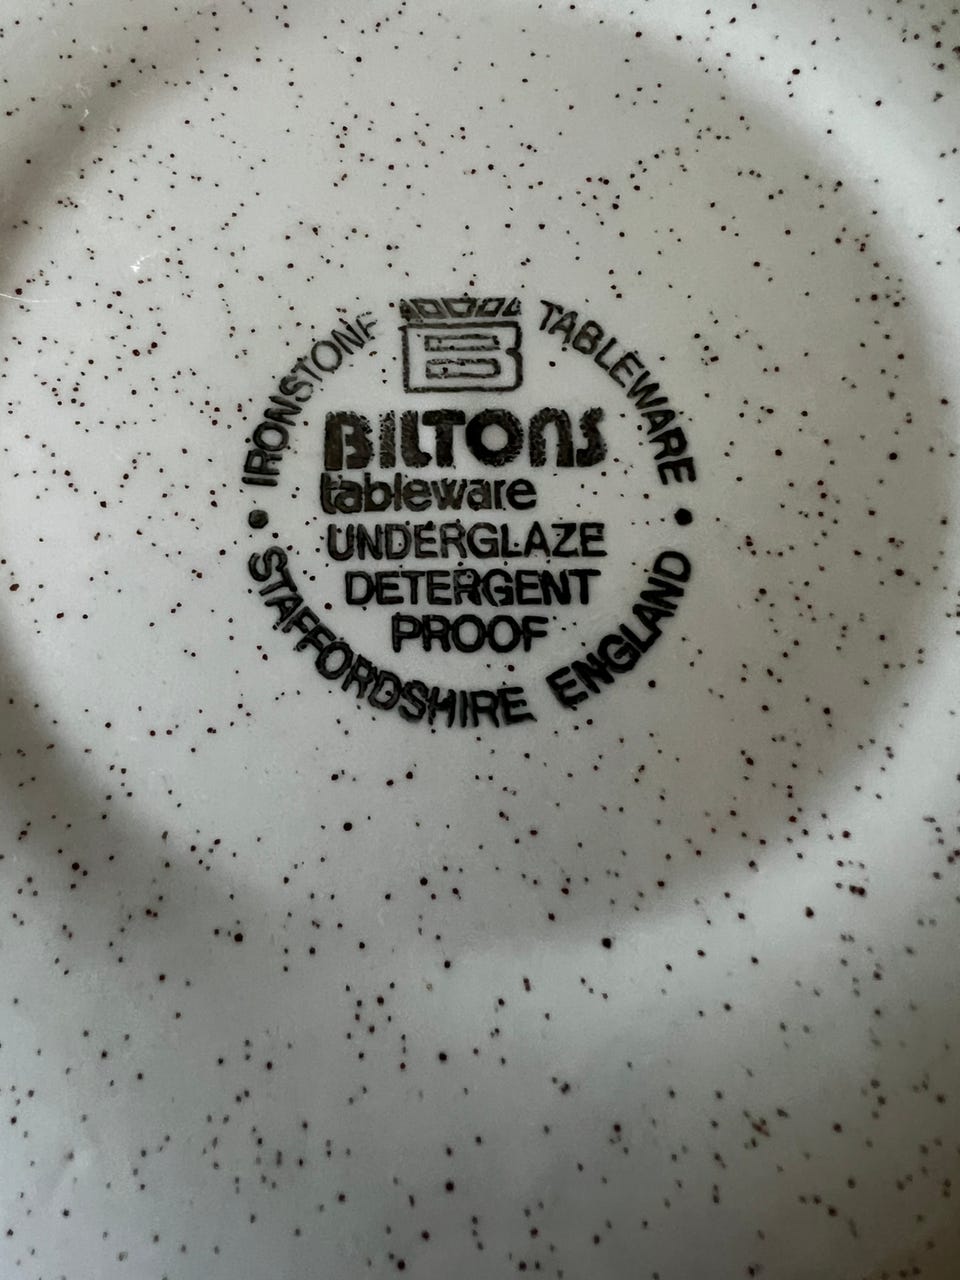 IRONSTONE TABLEWARE
B
BILTONS
tableware
UNDERGLAZE
DETERGENT
PROOF
• STAFFORDSHIRE ENGLAND •